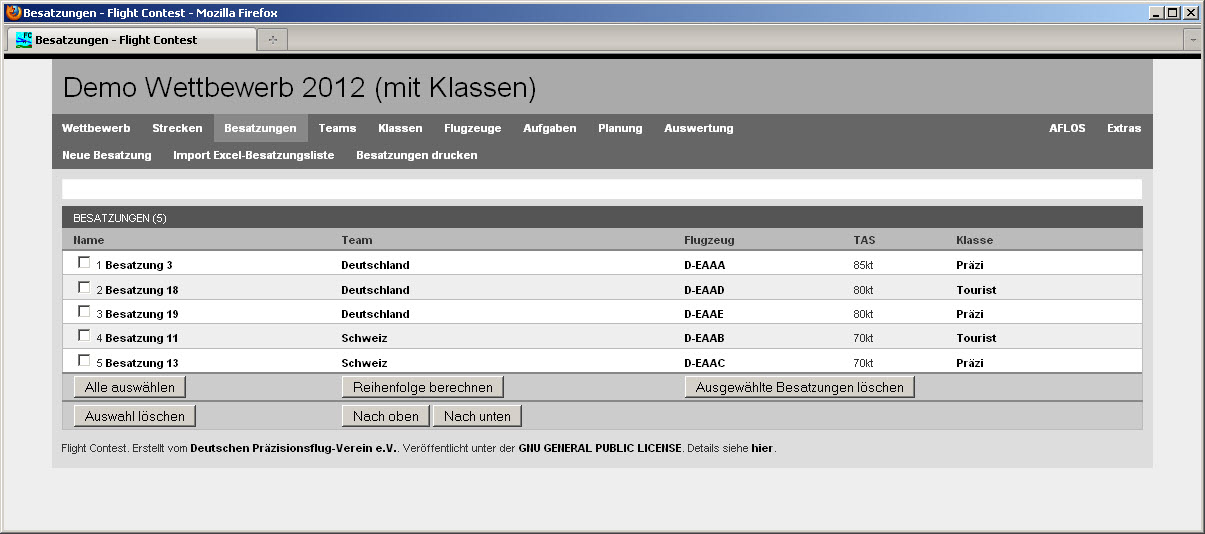 Besatzungen - Flight Contest - Mozilla Firefox
FC Besatzungen - Flight Contest
Demo Wettbewerb 2012 (mit Klassen)
Wettbewerb Strecken Besatzungen Teams Klassen Flugzeuge Aufgaben Planung Auswertung AFLOS Extras
Neue Besatzung Import Excel-Besatzungsliste Besatzungen drucken
BESATZUNGEN (5)
Name Team Flugzeug TAS Klasse
1 Besatzung 3 Deutschland D-EAAA 85kt Präzi
2 Besatzung 18 Deutschland D-EAAD 80kt Tourist
3 Besatzung 19 Deutschland D-EAAE 80kt Präzi
4 Besatzung 11 Schweiz D-EAAB 70kt Tourist
5 Besatzung 13 Schweiz D-EAAC 70kt Präzi
Alle auswählen Reihenfolge berechnen Ausgewählte Besatzungen löschen
Auswahl löschen Nach oben Nach unten
Flight Contest. Erstellt vom Deutschen Präzisionsflug-Verein e.V.. Veröffentlicht unter der GNU GENERAL PUBLIC LICENSE. Details siehe hier.